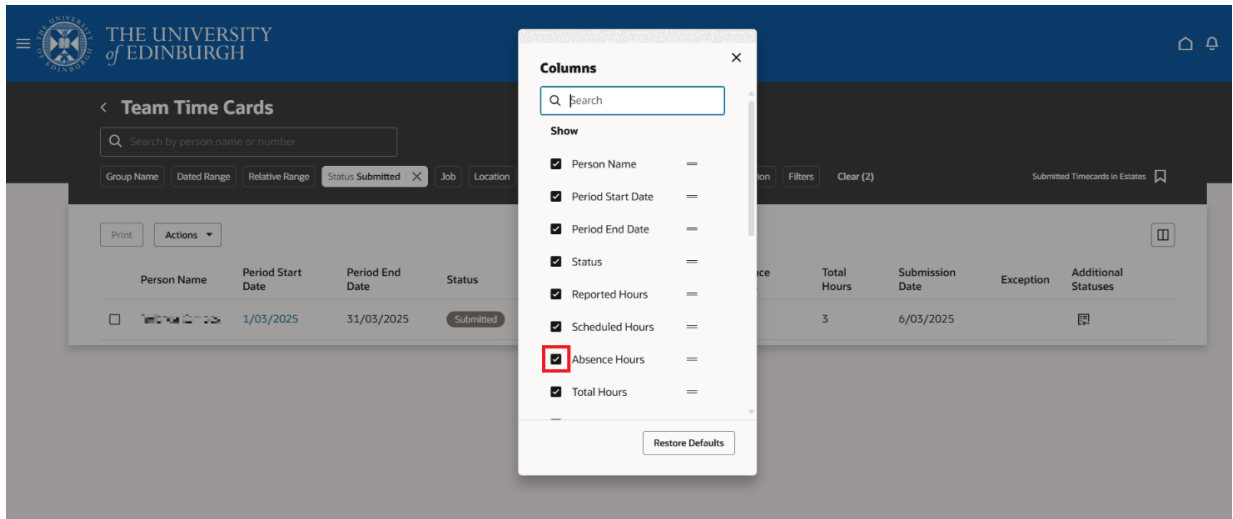 THE UNIVERSITY
of EDINBURGH
Team Time Cards
Search by person name or number
Group Name Dated Range Relative Range Status Submitted Job Location Filters Clear (2) Submitted Timecards in Estates
Print Actions
Person Name Period Start Date Period End Date Status Total Hours Submission Date Exception Additional Statuses
1/03/2025 31/03/2025 Submitted 3 6/03/2025
Columns
Search
Show
Person Name
Period Start Date
Period End Date
Status
Reported Hours
Scheduled Hours
Absence Hours
Total Hours
Restore Defaults